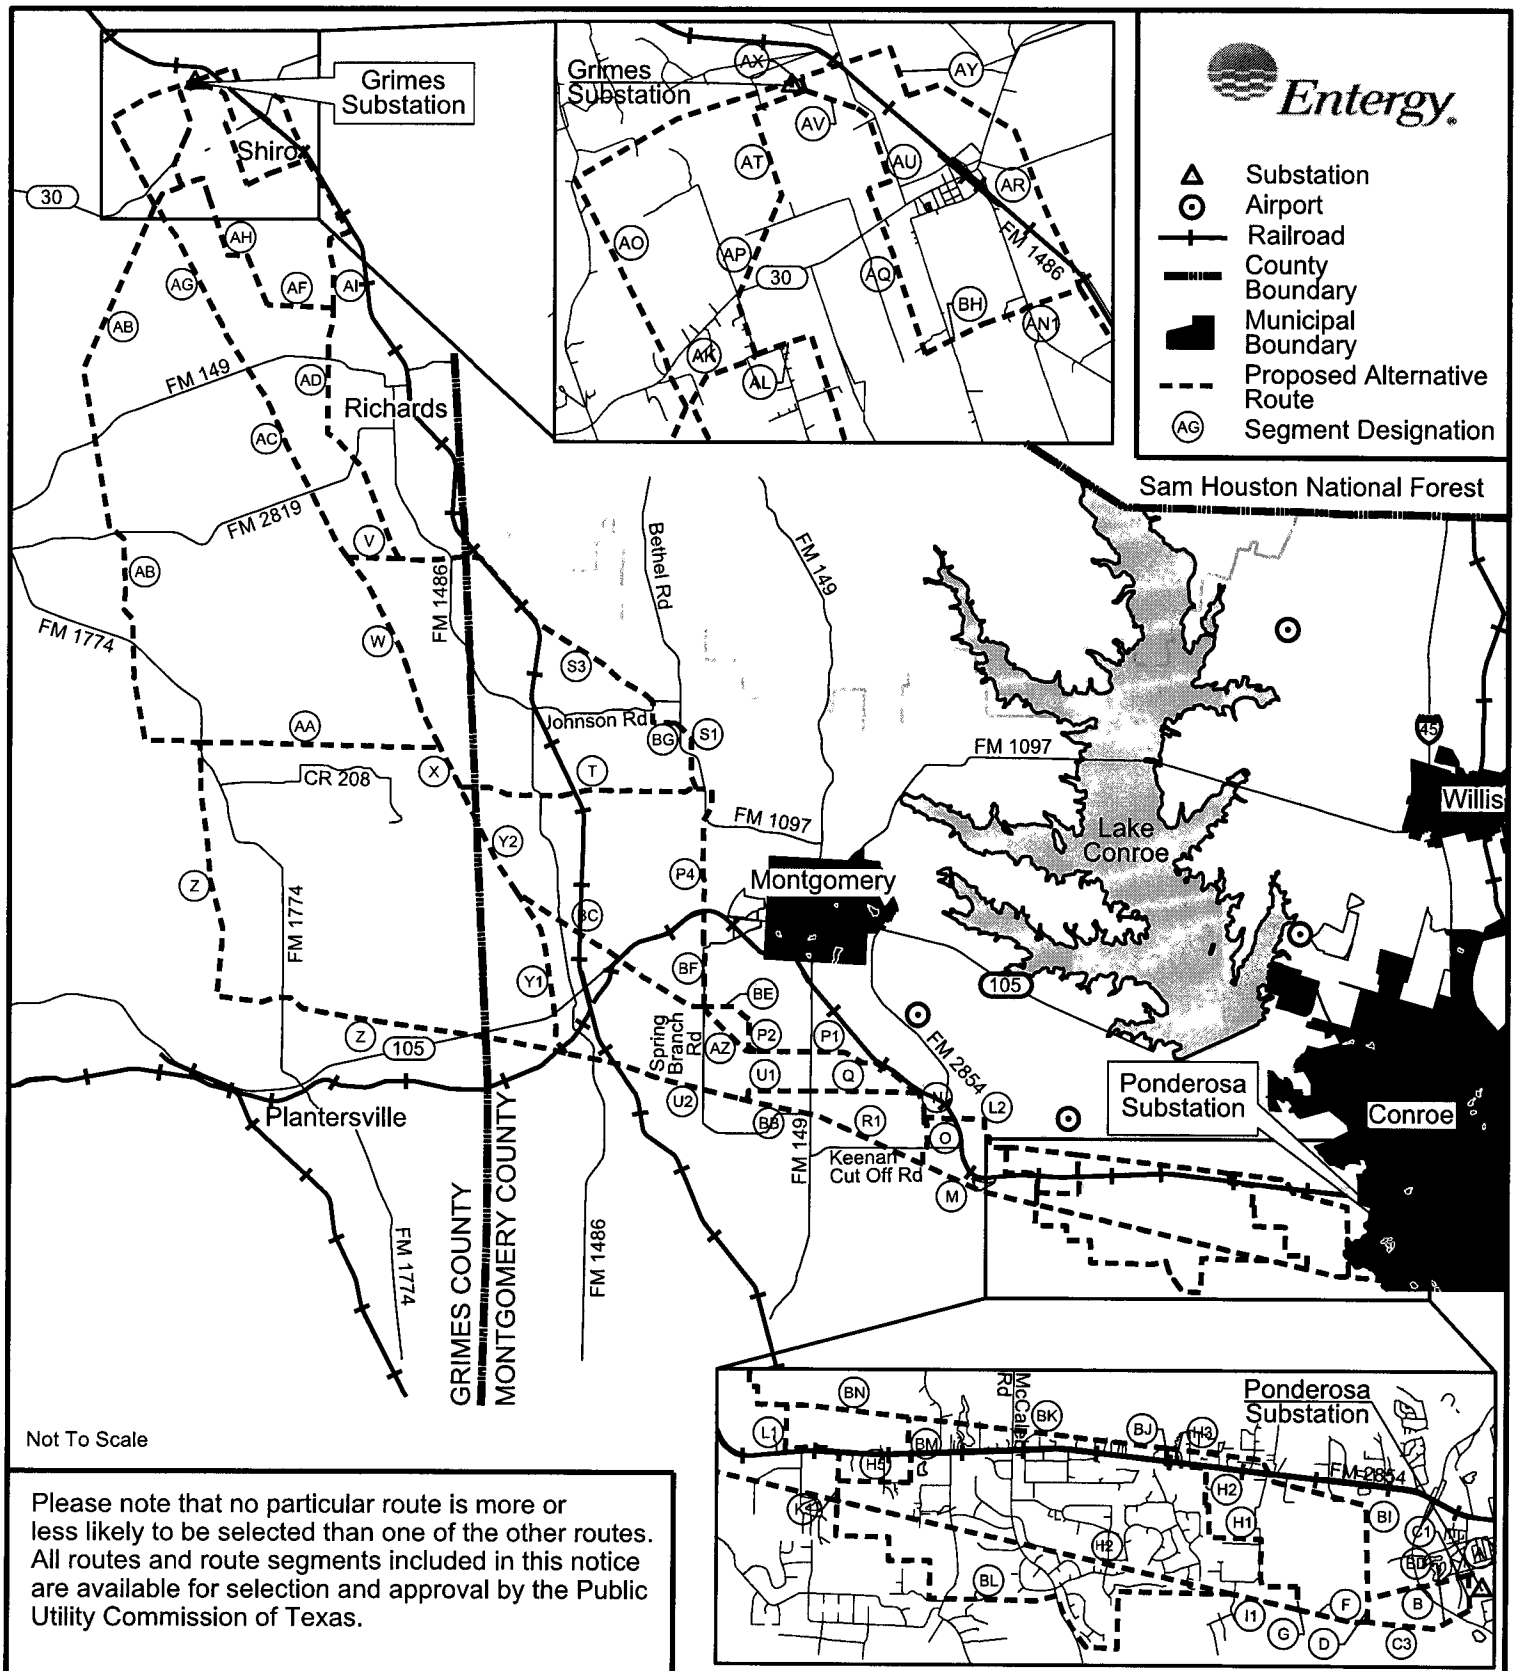 Grimes
Substation
Shiro
30
AH
AG
AF
AI
AB
FM 149
AD
Richards
AC
FM 2819
V
AB
FM 1486
FM 1774
W
AA
X
CR 208
Z
FM 1774
Z
105
Plantersville
FM 1774
GRIMES COUNTY
MONTGOMERY COUNTY
Grimes
Substation
AX
AY
AV
AT
AU
AR
AO
AP
30
AQ
FM 1486
BH
AN1
AK
AL
Entergy
Substation
Airport
Railroad
County
Boundary
Municipal
Boundary
Proposed Alternative
Route
AG
Segment Designation
Sam Houston National Forest
Bethel Rd
FM 149
S3
Johnson Rd
BG
S1
T
FM 1097
45
Willis
FM 1097
Lake
Conroe
Y2
P4
Montgomery
BC
Y1
BF
BE
105
Spring
Branch
Rd
P2
P1
AZ
FM 2854
U1
Q
U2
N
L2
BB
R1
O
FM 149
Keenan
Cut Off Rd
M
FM 1486
Ponderosa
Substation
Conroe
BN
McCaleb
Rd
BK
Ponderosa
Substation
L1
BM
BJ
H3
H5
FM 2854
H2
K
H1
BI
C1
H2
BD
BL
I1
G
D
F
B
C3
Not To Scale
Please note that no particular route is more or
less likely to be selected than one of the other routes.
All routes and route segments included in this notice
are available for selection and approval by the Public
Utility Commission of Texas.